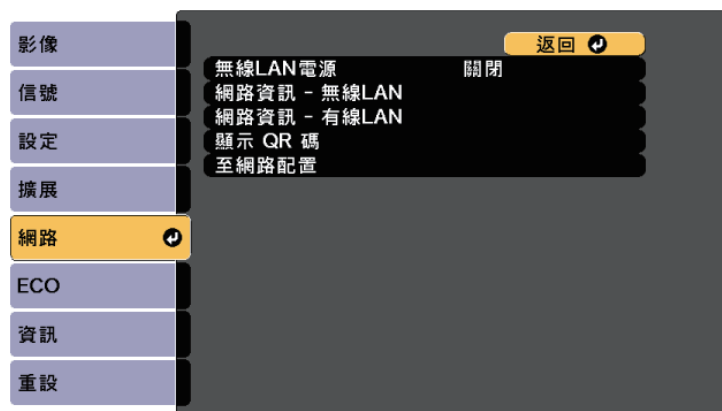 影像
信號
設定
擴展
網路
ECO
資訊
重設
返回
無線LAN電源 關閉
網路資訊 - 無線LAN
網路資訊 - 有線LAN
顯示 QR 碼
至網路配置